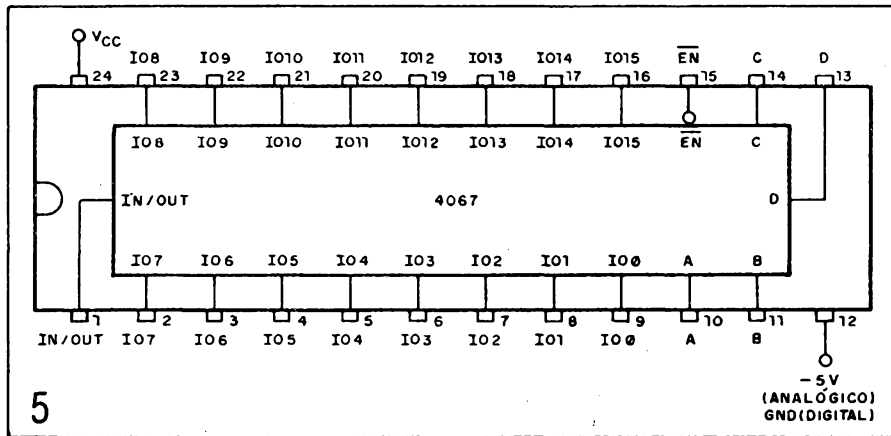 VCC
IO8 IO9 IO10 IO11 IO12 IO13 IO14 IO15 EN C D
24 23 22 21 20 19 18 17 16 15 14 13
IO8 IO9 IO10 IO11 IO12 IO13 IO14 IO15 EN C
IN/OUT 4067 D
IO7 IO6 IO5 IO4 IO3 IO2 IO1 IO0 A B
1 2 3 4 5 6 7 8 9 10 11 12
IN/OUT IO7 IO6 IO5 IO4 IO3 IO2 IO1 IO0 A B
-5V
(ANALÓGICO)
GND(DIGITAL)
5